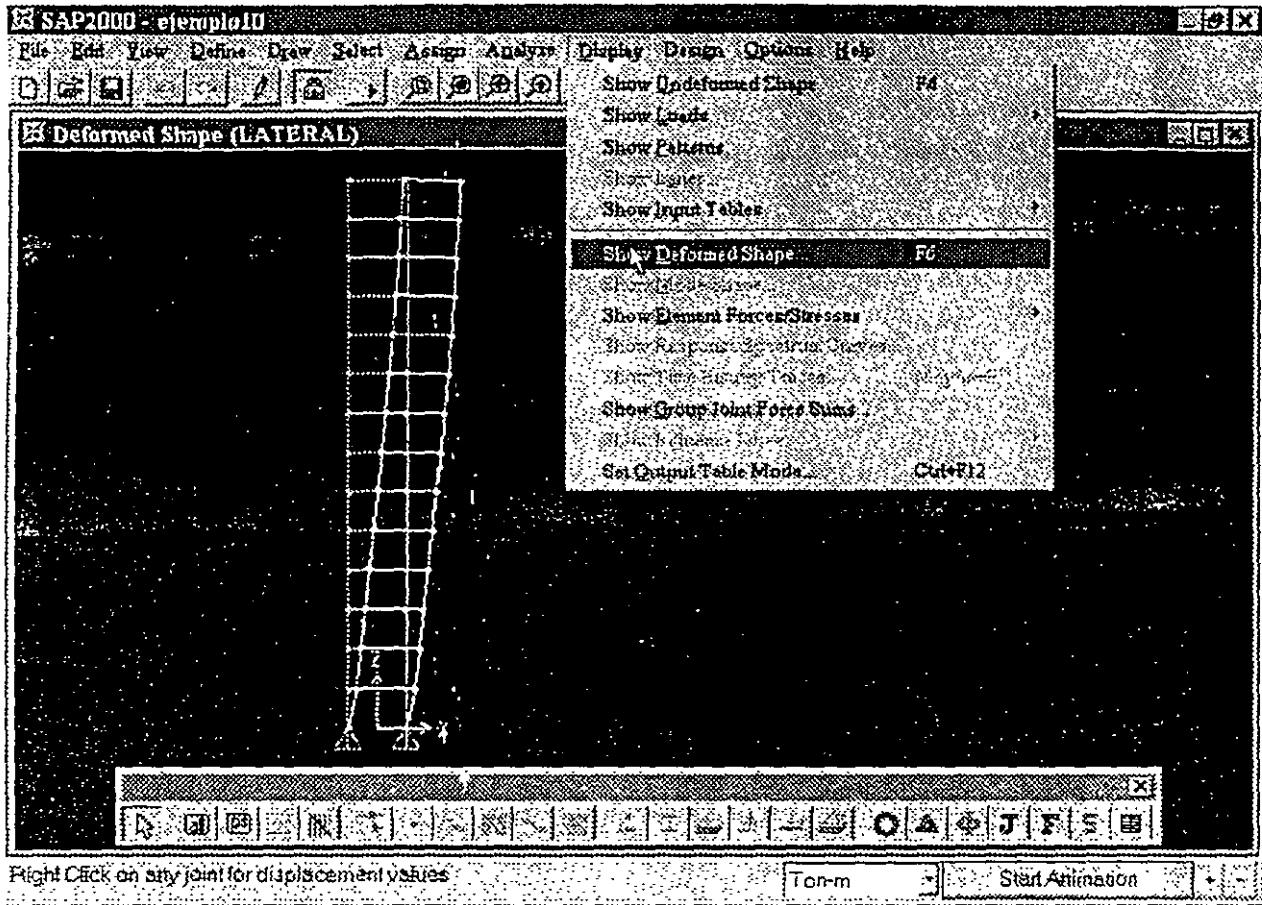 SAP2000 - ejemplo10
File Edit View Define Draw Select Assign Analyze Display Design Options Help
Show Undeformed Shape F4
Show Loads
Show Patterns
Show Input Tables
Show Deformed Shape... F6
Show Element Forces/Stresses
Show Group Joint Force Sums...
Set Output Table Mode... Ctrl+F12
Deformed Shape (LATERAL)
Z
X
J F S
Right Click on any joint for displacement values
Ton-m
Start Animation